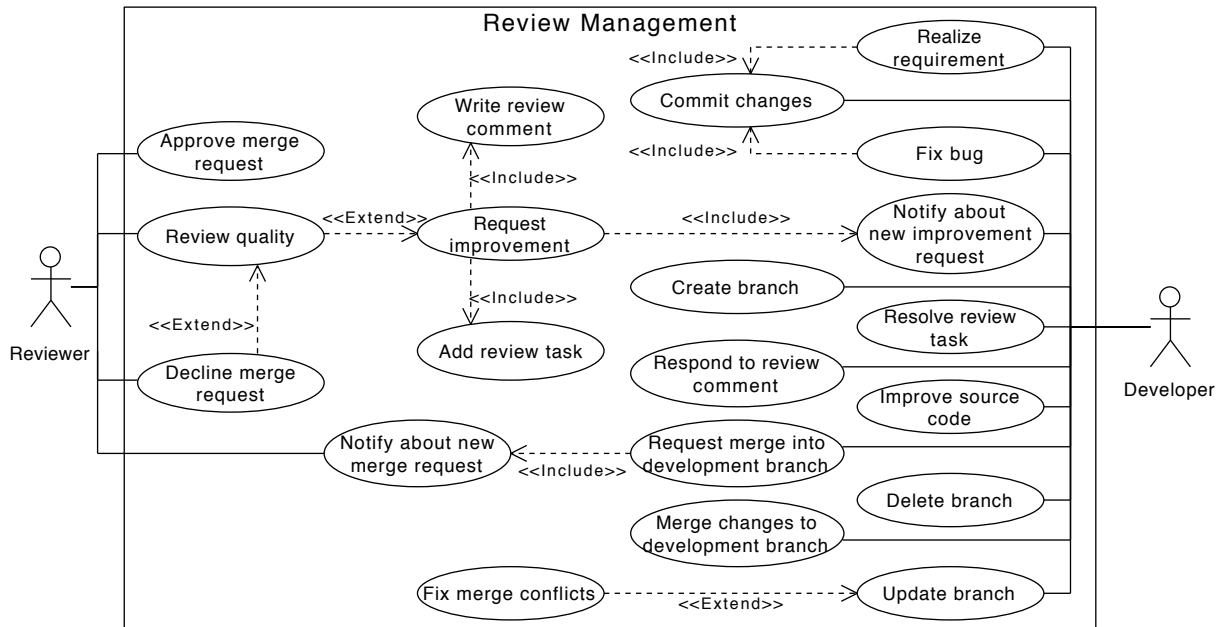 Review Management
Realize
requirement
<<Include>>
Commit changes
Write review
comment
Approve merge
request
<<Include>>
Fix bug
<<Include>>
<<Extend>>
<<Include>>
Notify about
new improvement
request
Review quality
Request
improvement
Create branch
<<Include>>
Resolve review
task
<<Extend>>
Reviewer
Add review task
Respond to review
comment
Decline merge
request
Developer
Improve source
code
Notify about new
merge request
<<Include>>
Request merge into
development branch
Delete branch
Merge changes to
development branch
Fix merge conflicts
<<Extend>>
Update branch